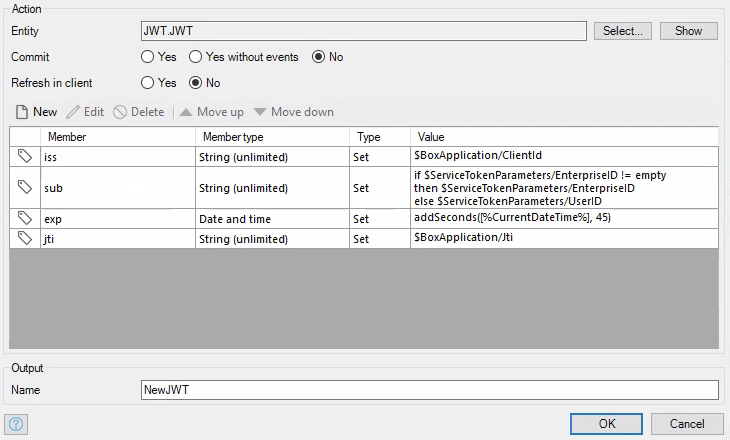 Action
Entity JWT.JWT Select... Show
Commit Yes Yes without events No
Refresh in client Yes No
New Edit Delete Move up Move down
Member Member type Type Value
iss String (unlimited) Set $BoxApplication/ClientId
sub String (unlimited) Set if $ServiceTokenParameters/EnterpriseID != empty
then $ServiceTokenParameters/EnterpriseID
else $ServiceTokenParameters/UserID
exp Date and time Set addSeconds([%CurrentDateTime%], 45)
jti String (unlimited) Set $BoxApplication/Jti
Output
Name NewJWT
? OK Cancel